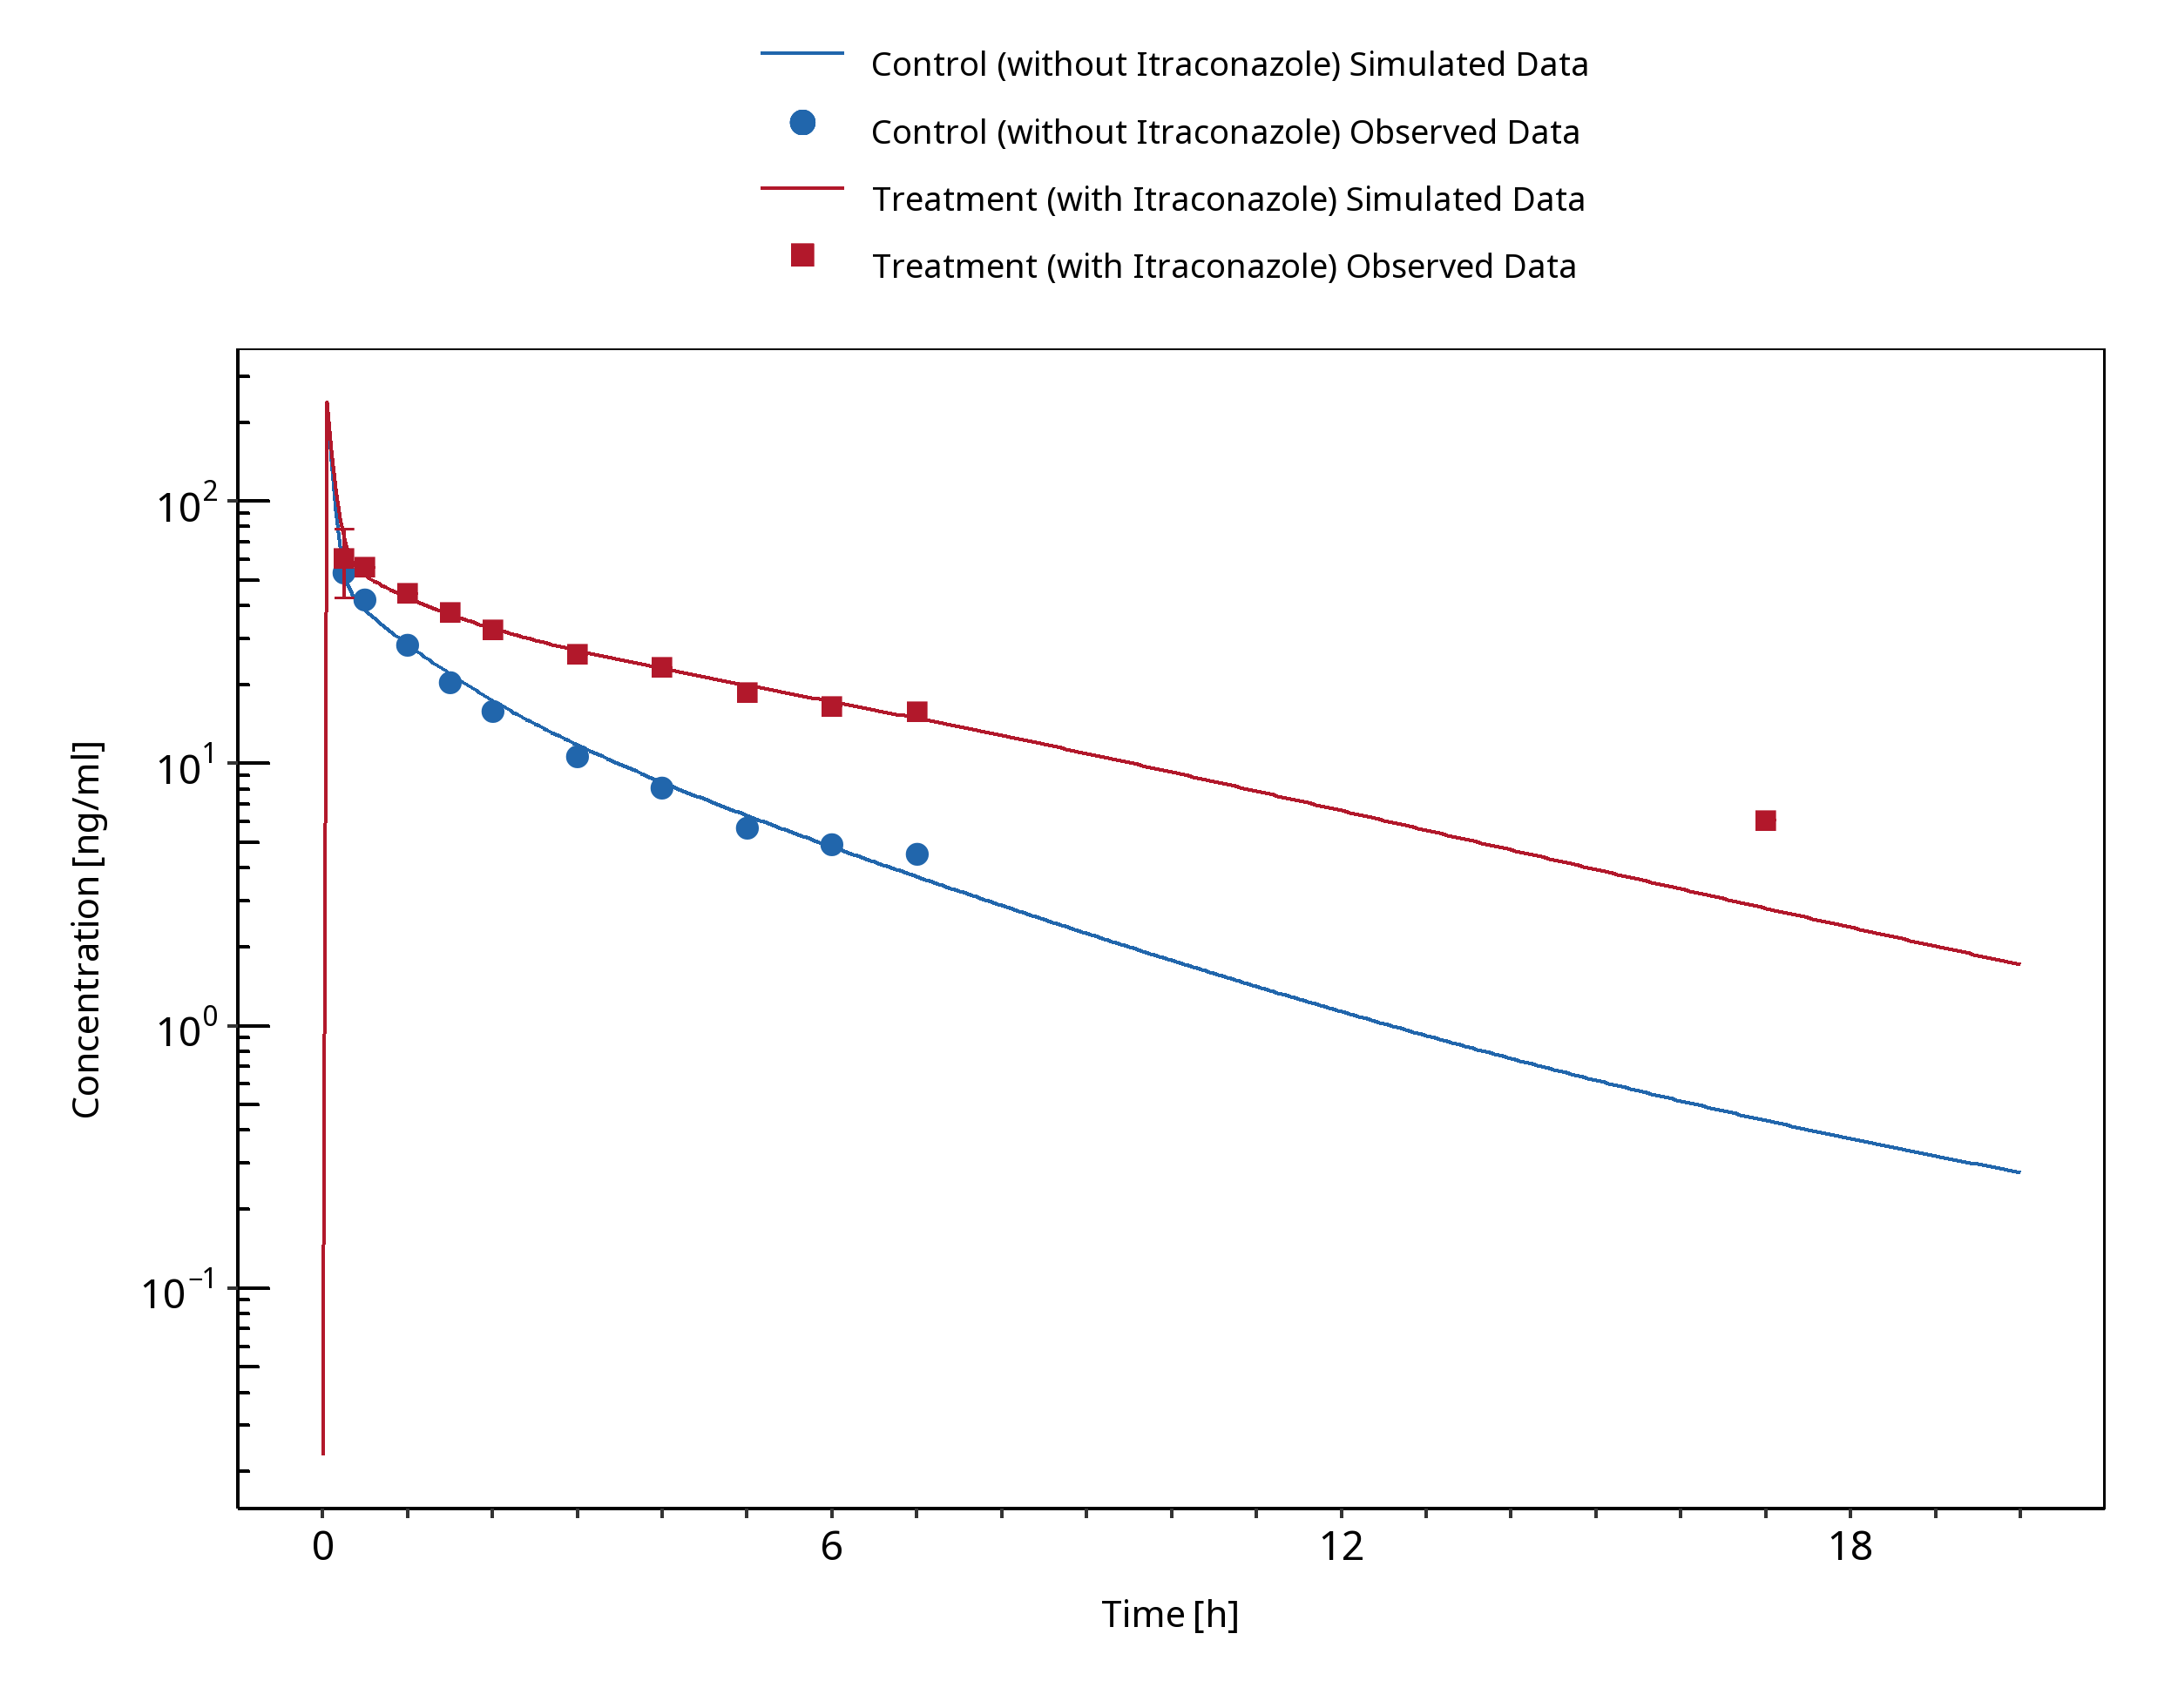 Control (without Itraconazole) Simulated Data
Control (without Itraconazole) Observed Data
Treatment (with Itraconazole) Simulated Data
Treatment (with Itraconazole) Observed Data
10²
10¹
10⁰
10⁻¹
Concentration [ng/ml]
0 6 12 18
Time [h]